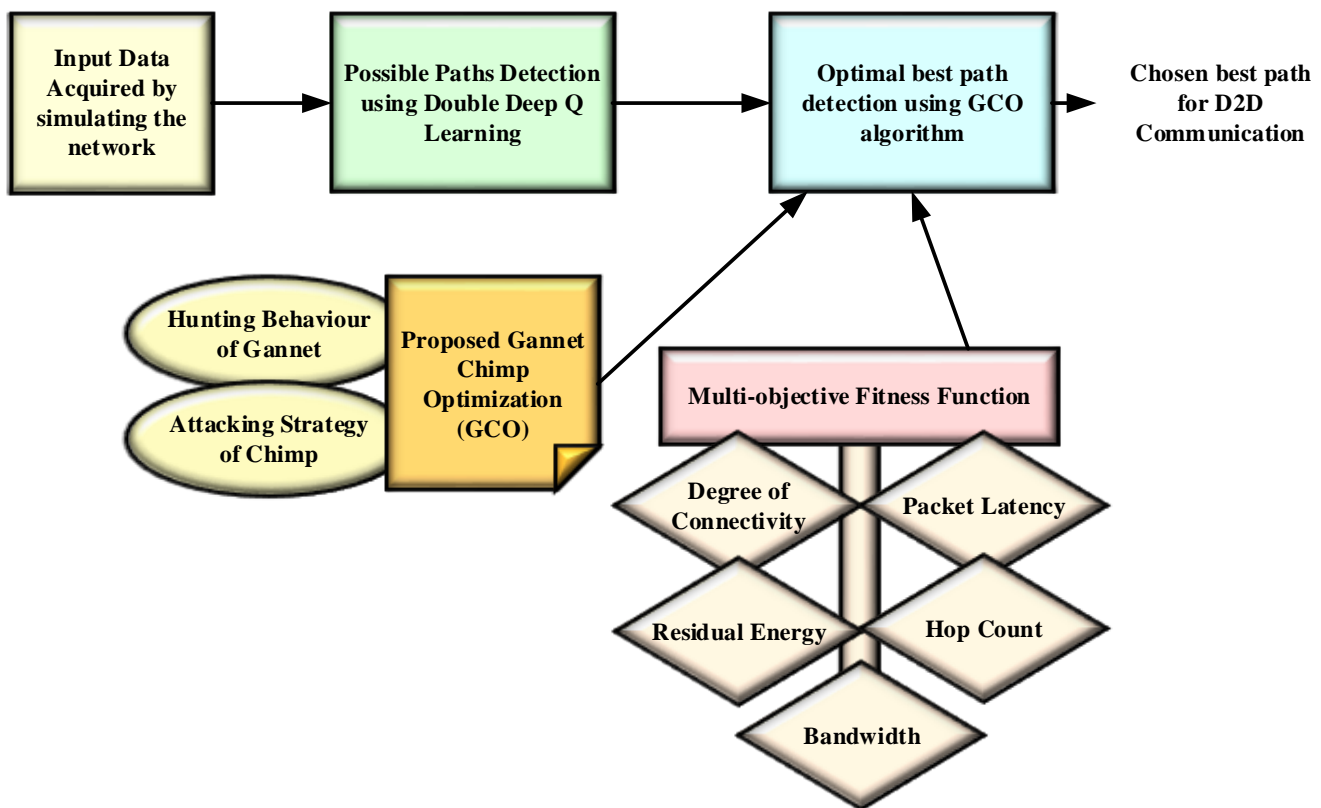 Input Data
Acquired by
simulating the
network
Possible Paths Detection
using Double Deep Q
Learning
Optimal best path
detection using GCO
algorithm
Chosen best path
for D2D
Communication
Hunting Behaviour
of Gannet
Attacking Strategy
of Chimp
Proposed Gannet
Chimp
Optimization
(GCO)
Multi-objective Fitness Function
Degree of
Connectivity
Packet Latency
Residual Energy
Hop Count
Bandwidth